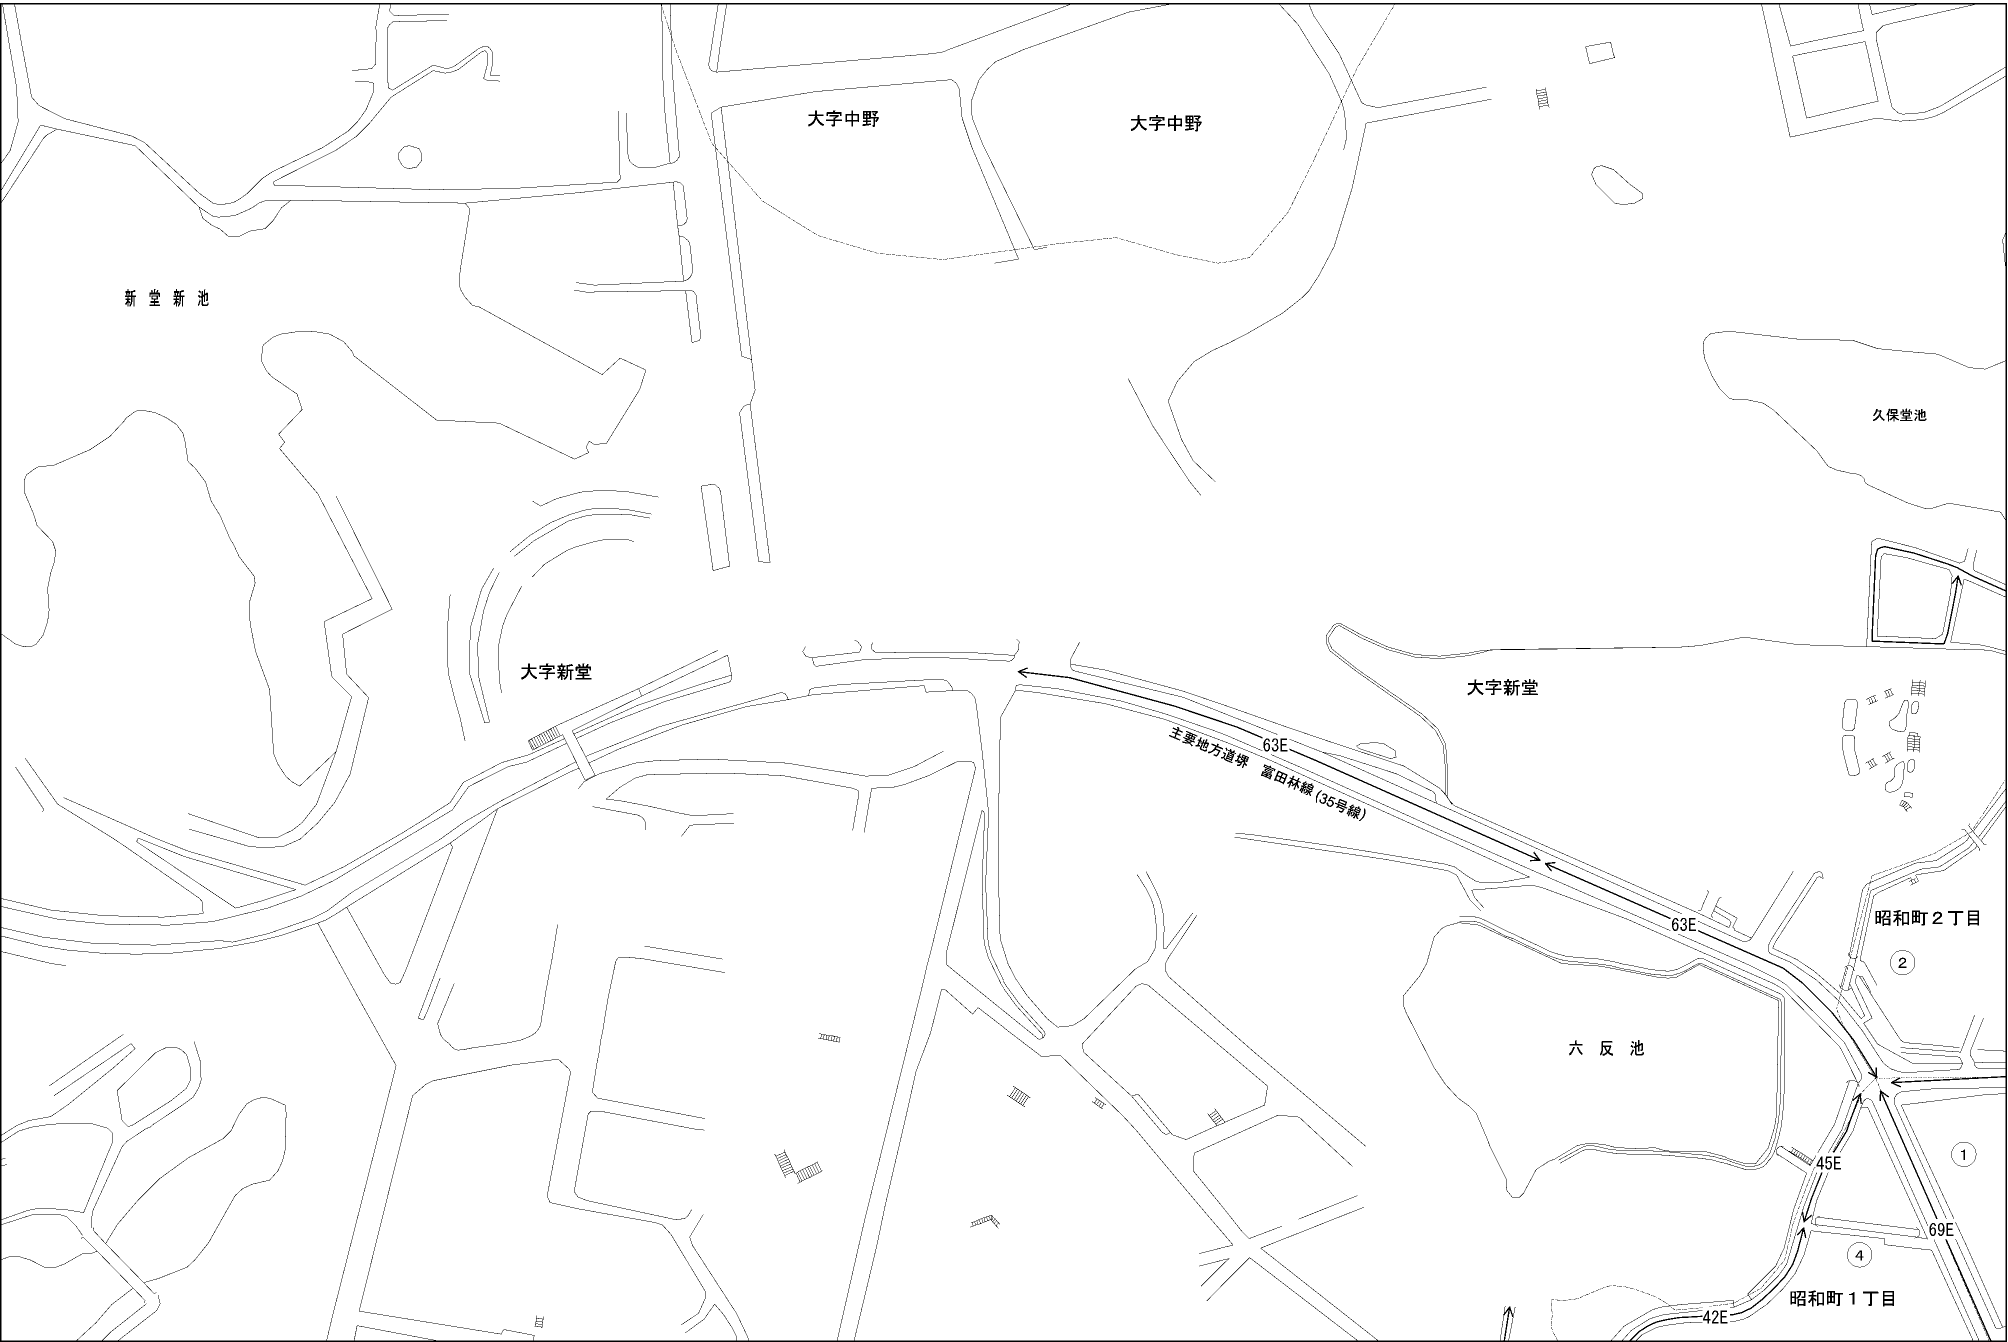 大字中野
大字中野
新堂新池
久保堂池
大字新堂
大字新堂
63E
主要地方道堺 富田林線(35号線)
63E
昭和町2丁目
2
六反池
45E
1
69E
4
昭和町1丁目
42E